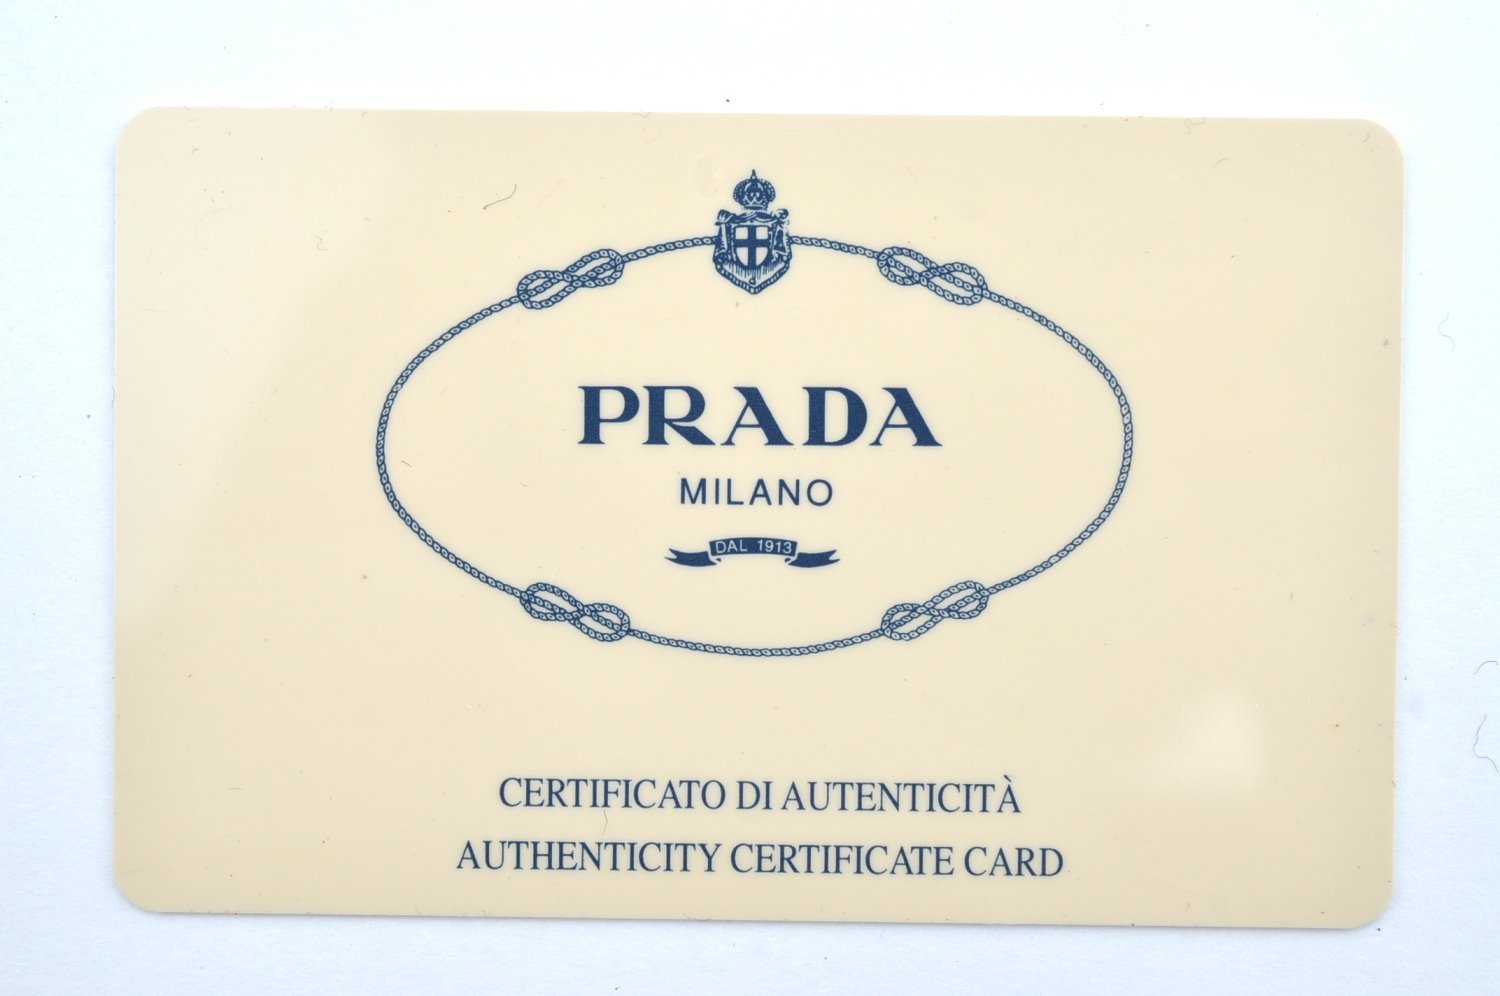 PRADA
MILANO
DAL 1913
CERTIFICATO DI AUTENTICITÀ
AUTHENTICITY CERTIFICATE CARD